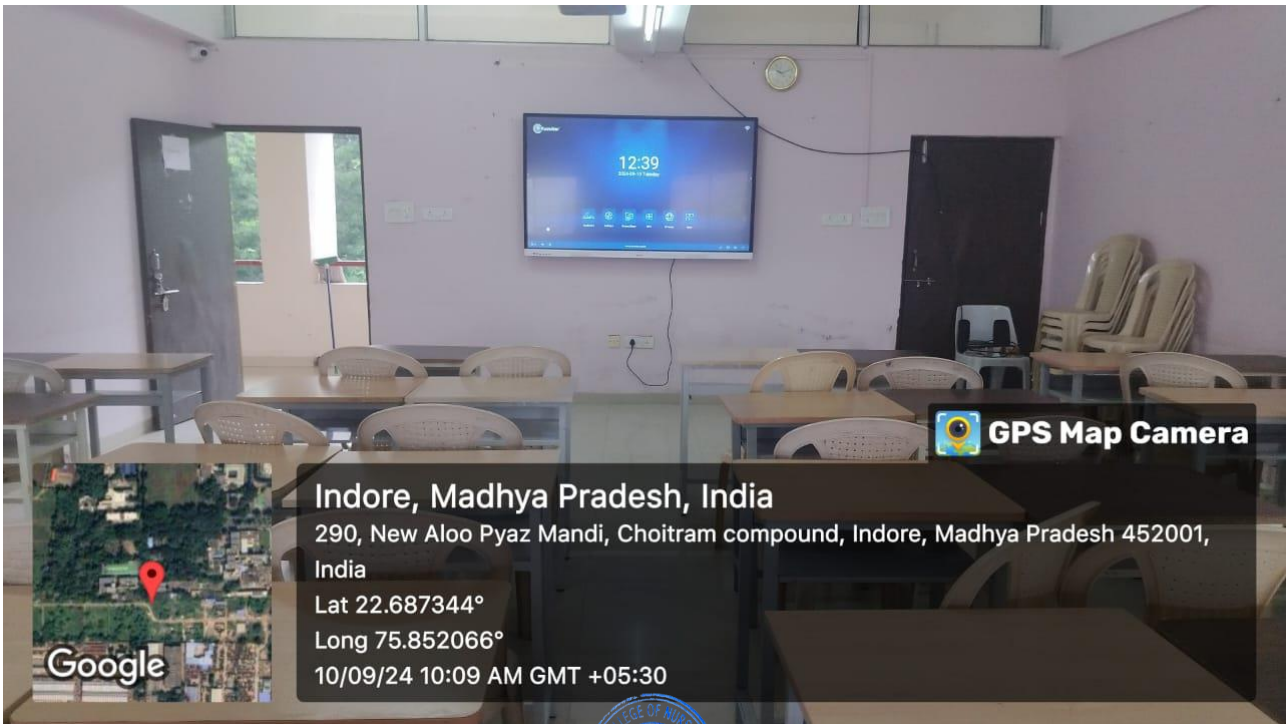 12:39
GPS Map Camera
Indore, Madhya Pradesh, India
290, New Aloo Pyaz Mandi, Choitram compound, Indore, Madhya Pradesh 452001,
India
Lat 22.687344°
Long 75.852066°
10/09/24 10:09 AM GMT +05:30
Google